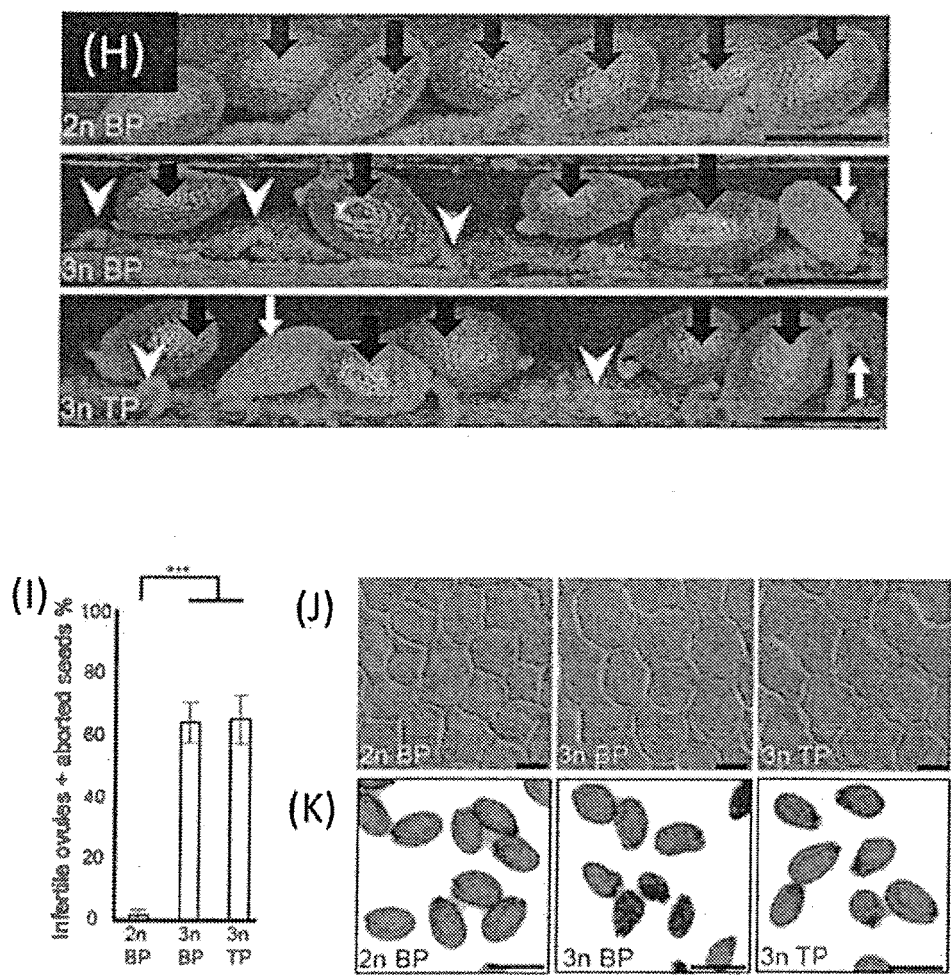 (H)
2n BP
3n BP
3n TP
(I)
***
Infertile ovules + aborted seeds %
100
80
60
40
20
0
2n BP
3n BP
3n TP
(J)
2n BP
3n BP
3n TP
(K)
2n BP
3n BP
3n TP